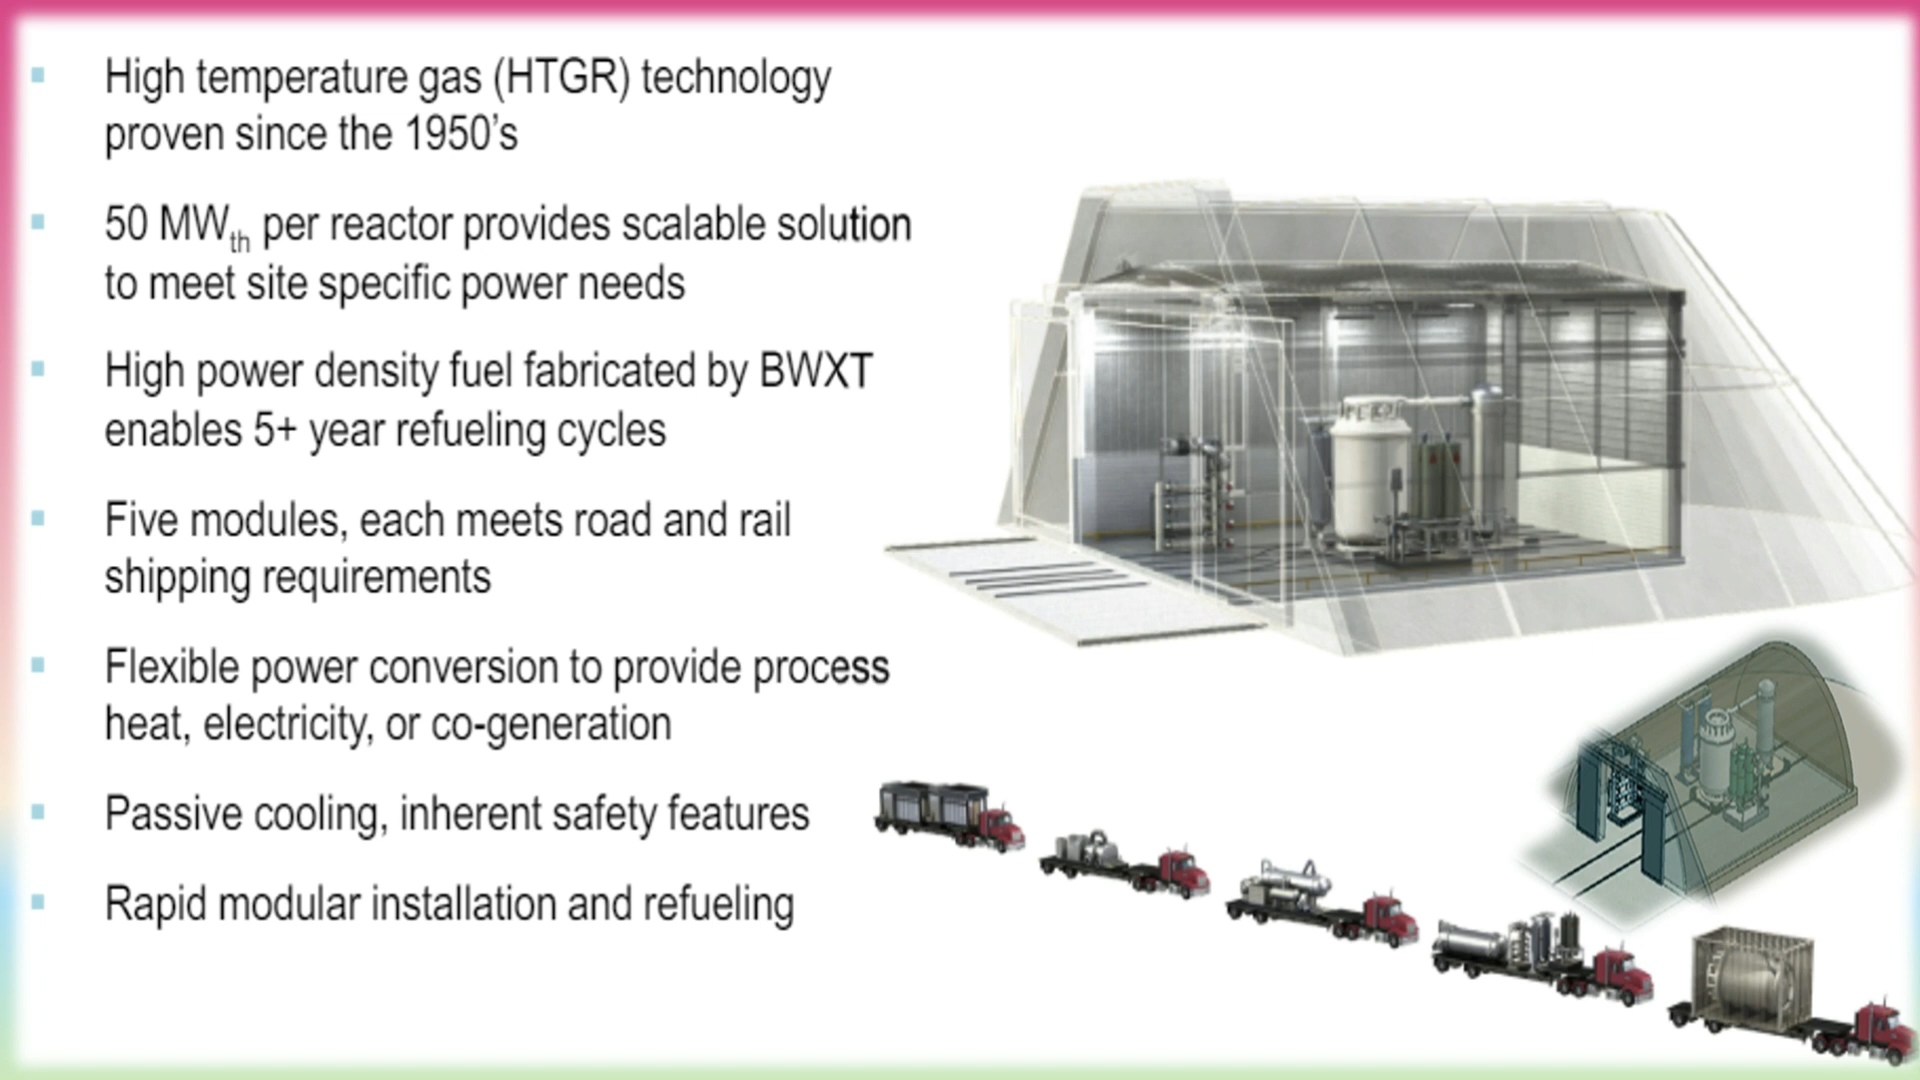 High temperature gas (HTGR) technology
proven since the 1950's
50 MWth per reactor provides scalable solution
to meet site specific power needs
High power density fuel fabricated by BWXT
enables 5+ year refueling cycles
Five modules, each meets road and rail
shipping requirements
Flexible power conversion to provide process
heat, electricity, or co-generation
Passive cooling, inherent safety features
Rapid modular installation and refueling